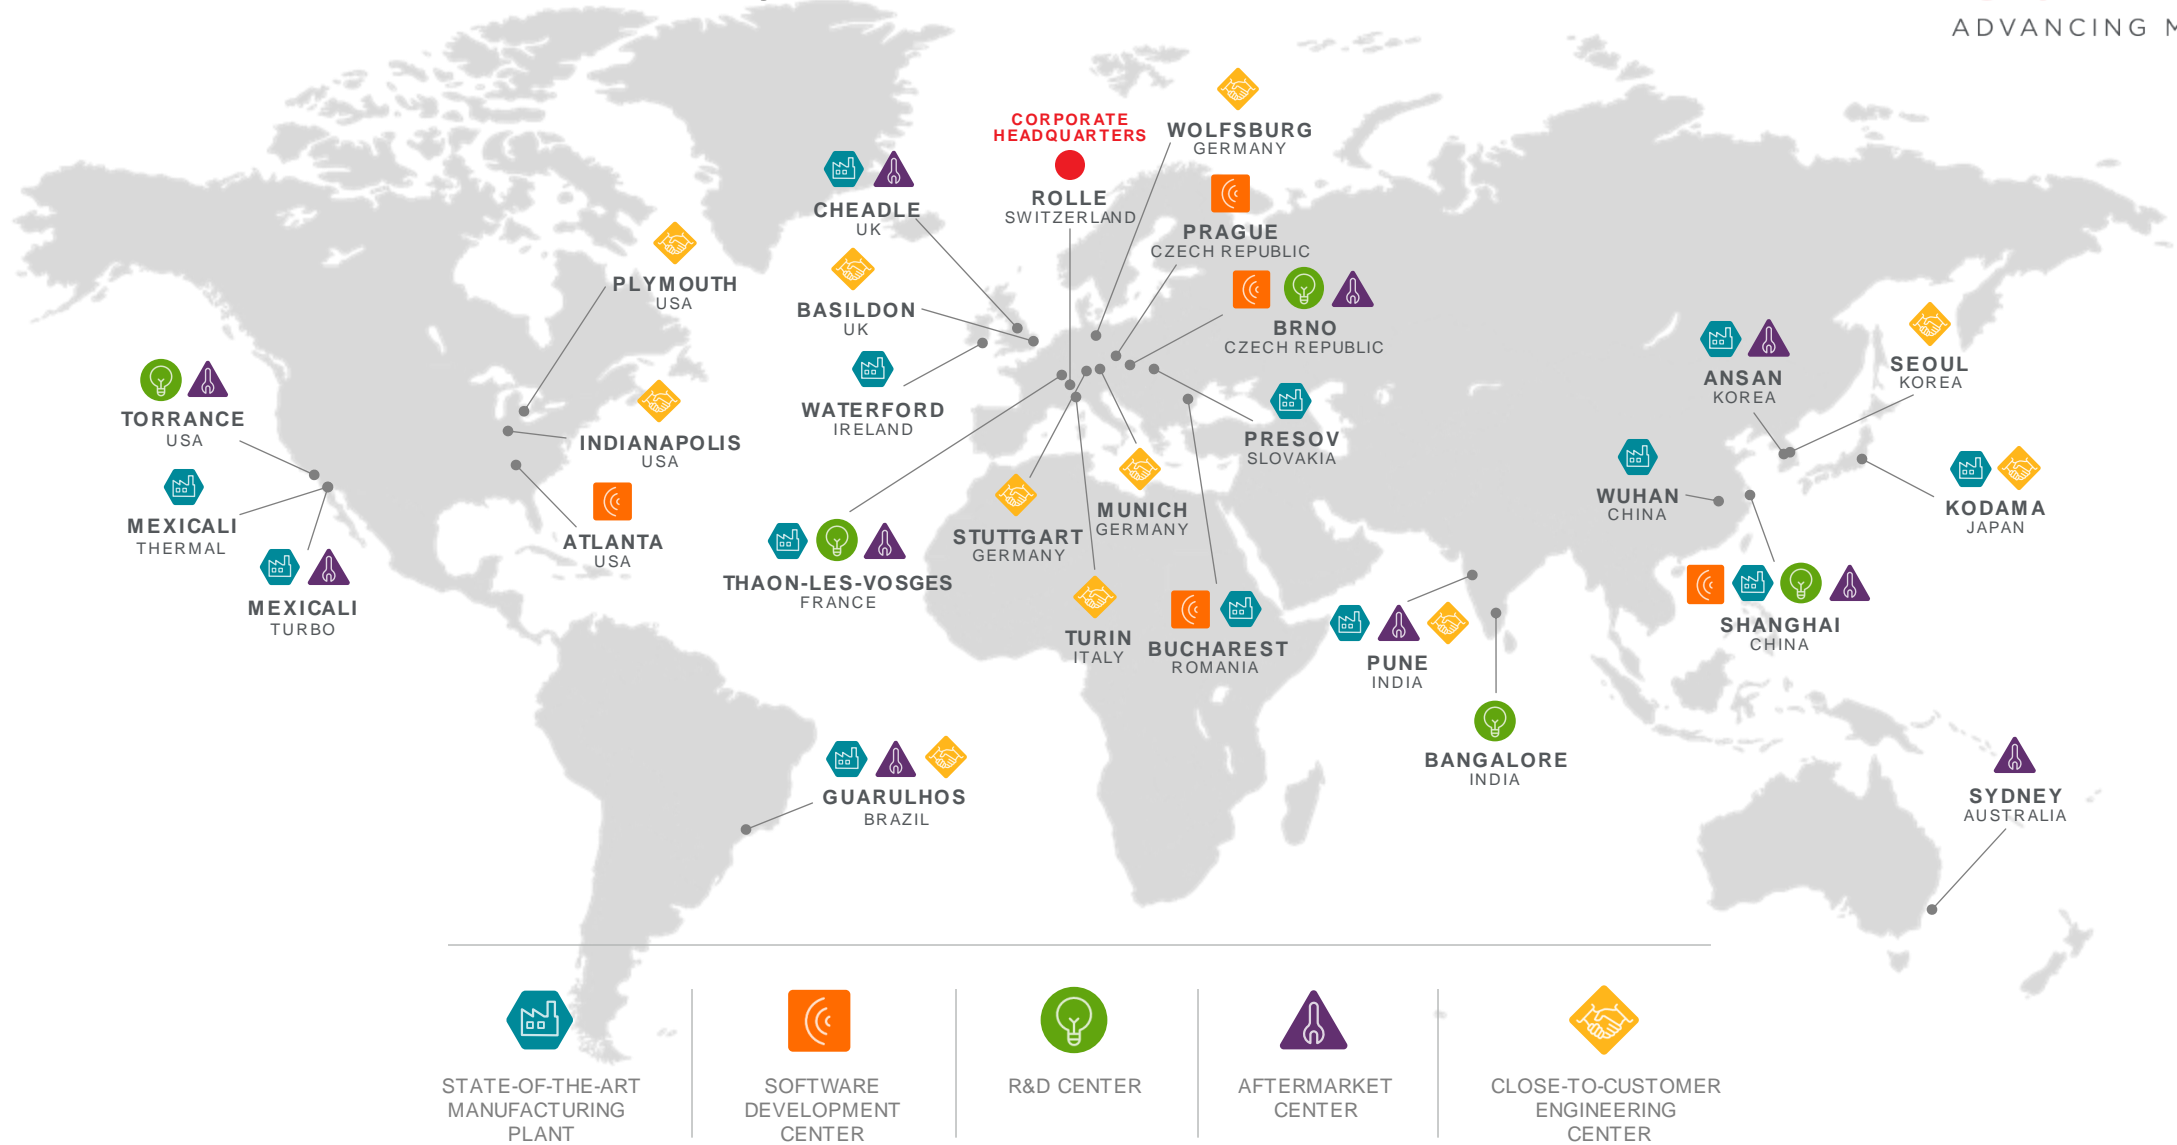 ADVANCING
CORPORATE
HEADQUARTERS
ROLLE
SWITZERLAND
WOLFSBURG
GERMANY
PRAGUE
CZECH REPUBLIC
BRNO
CZECH REPUBLIC
CHEADLE
UK
BASILDON
UK
WATERFORD
IRELAND
PLYMOUTH
USA
INDIANAPOLIS
USA
ATLANTA
USA
TORRANCE
USA
MEXICALI
THERMAL
MEXICALI
TURBO
THAON-LES-VOSGES
FRANCE
STUTTGART
GERMANY
MUNICH
GERMANY
TURIN
ITALY
BUCHAREST
ROMANIA
PRESOV
SLOVAKIA
ANSAN
KOREA
SEOUL
KOREA
WUHAN
CHINA
KODAMA
JAPAN
SHANGHAI
CHINA
PUNE
INDIA
BANGALORE
INDIA
GUARULHOS
BRAZIL
SYDNEY
AUSTRALIA
STATE-OF-THE-ART
MANUFACTURING
PLANT
SOFTWARE
DEVELOPMENT
CENTER
R&D CENTER
AFTERMARKET
CENTER
CLOSE-TO-CUSTOMER
ENGINEERING
CENTER